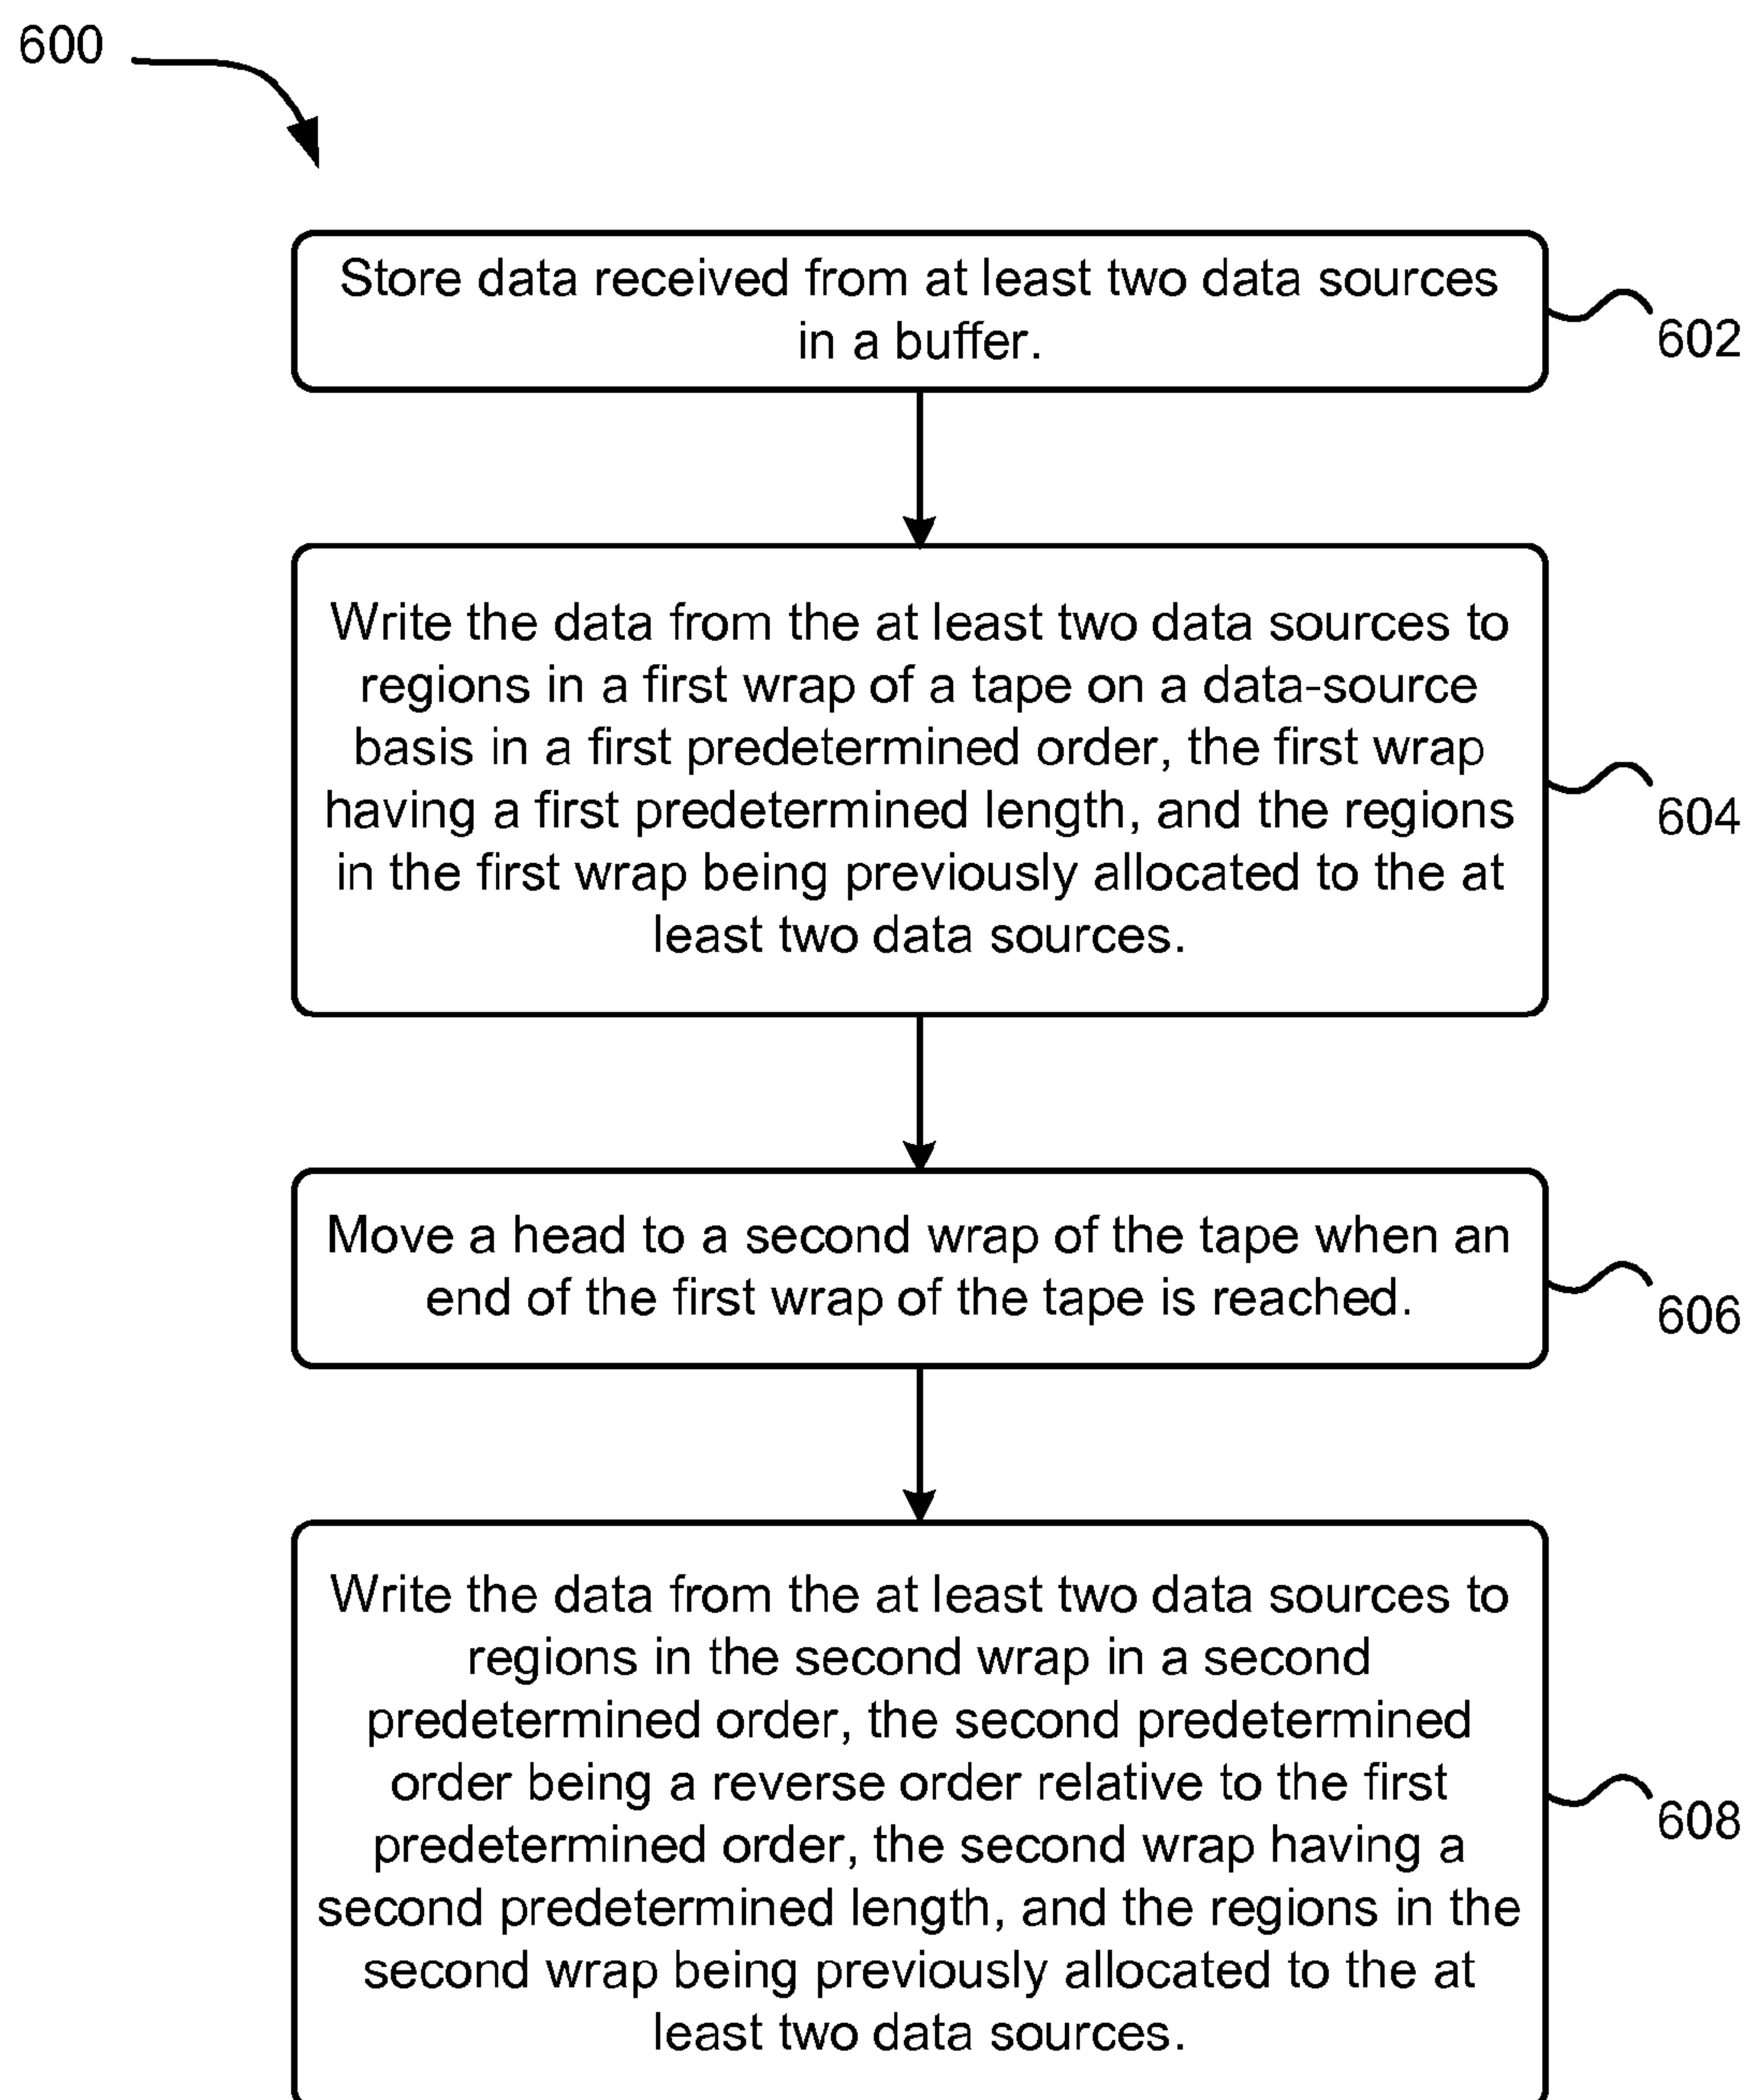 600
Store data received from at least two data sources
in a buffer.
602
Write the data from the at least two data sources to
regions in a first wrap of a tape on a data-source
basis in a first predetermined order, the first wrap
having a first predetermined length, and the regions
in the first wrap being previously allocated to the at
least two data sources.
604
Move a head to a second wrap of the tape when an
end of the first wrap of the tape is reached.
606
Write the data from the at least two data sources to
regions in the second wrap in a second
predetermined order, the second predetermined
order being a reverse order relative to the first
predetermined order, the second wrap having a
second predetermined length, and the regions in the
second wrap being previously allocated to the at
least two data sources.
608